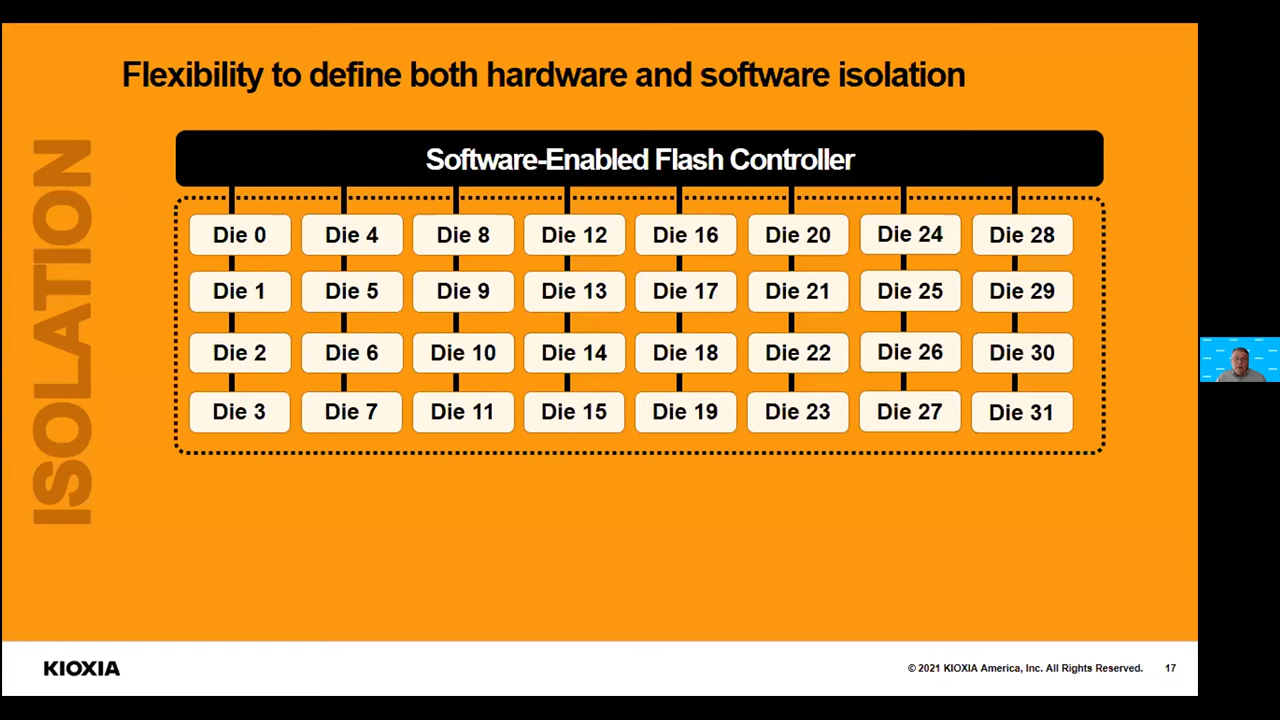 Flexibility to define both hardware and software isolation
ISOLATION
Software-Enabled Flash Controller
Die 0 Die 4 Die 8 Die 12 Die 16 Die 20 Die 24 Die 28
Die 1 Die 5 Die 9 Die 13 Die 17 Die 21 Die 25 Die 29
Die 2 Die 6 Die 10 Die 14 Die 18 Die 22 Die 26 Die 30
Die 3 Die 7 Die 11 Die 15 Die 19 Die 23 Die 27 Die 31
KIOXIA
© 2021 KIOXIA America, Inc. All Rights Reserved. 17